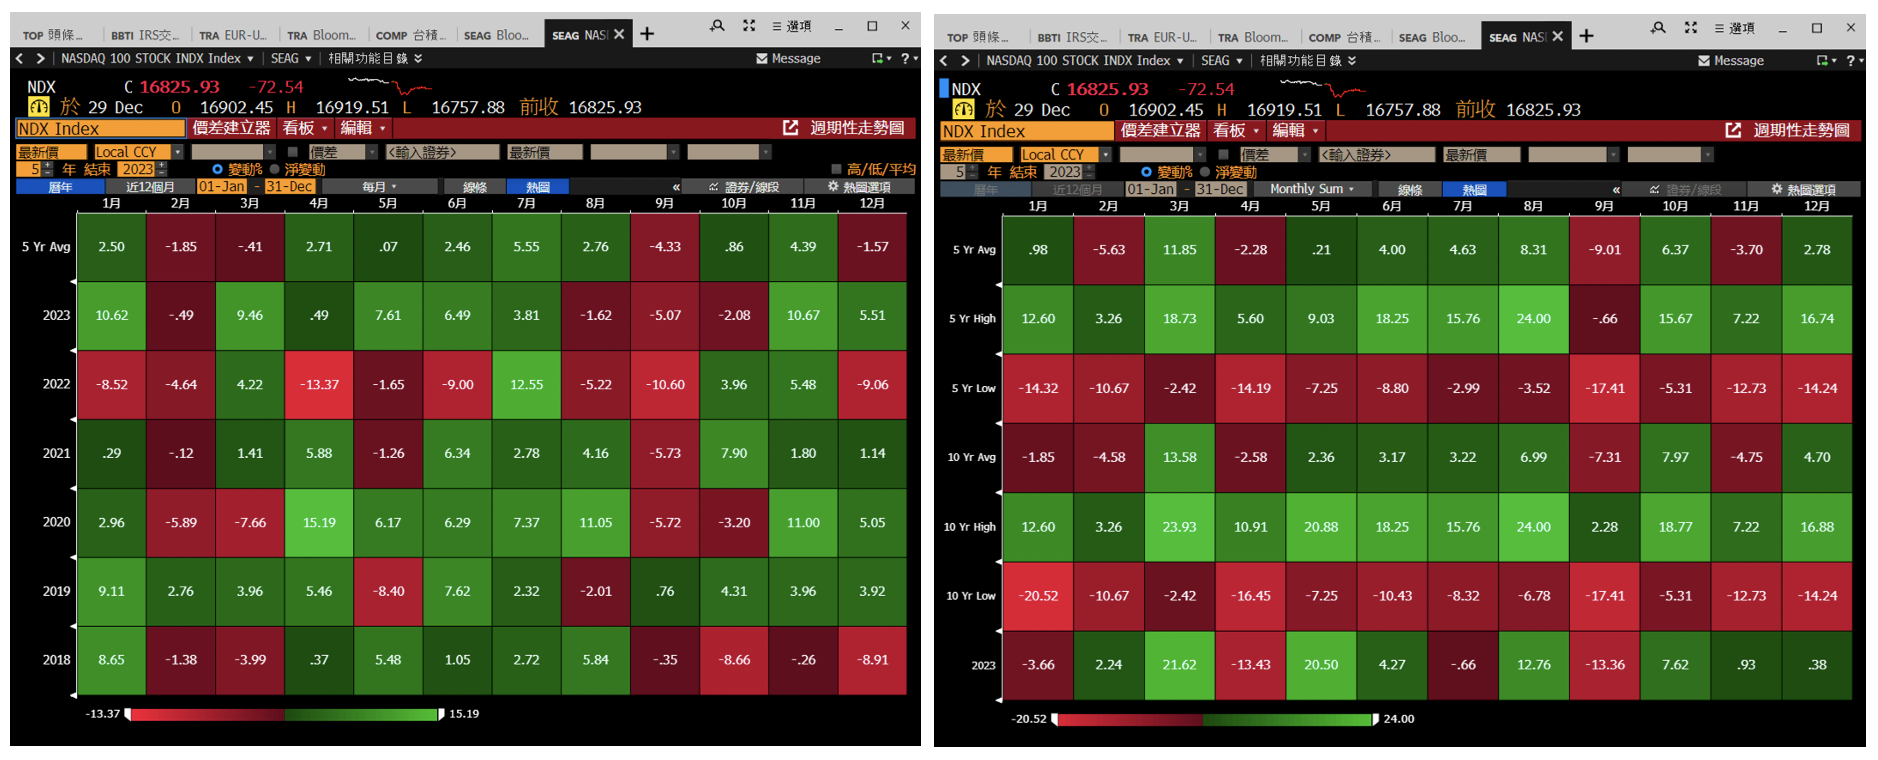 TOP 頭條... BBTI IRS交... TRA EUR-U... TRA Bloom... COMP 台積... SEAG Bloo... SEAG NAS
選項
NASDAQ 100 STOCK INDX Index SEAG 相關功能目錄 Message ?
NDX C 16825.93 -72.54
於 29 Dec O 16902.45 H 16919.51 L 16757.88 前收 16825.93
NDX Index 價差建立器 看板 編輯 週期性走勢圖
最新價 Local CCY 價差 <輸入證券> 最新價
5 年 結束 2023 變動% 淨變動 高/低/平均
曆年 近12個月 01-Jan - 31-Dec 每月 線條 熱圖 « 證券/線段 熱圖選項
1月 2月 3月 4月 5月 6月 7月 8月 9月 10月 11月 12月
5 Yr Avg 2.50 -1.85 -.41 2.71 .07 2.46 5.55 2.76 -4.33 .86 4.39 -1.57
2023 10.62 -.49 9.46 .49 7.61 6.49 3.81 -1.62 -5.07 -2.08 10.67 5.51
2022 -8.52 -4.64 4.22 -13.37 -1.65 -9.00 12.55 -5.22 -10.60 3.96 5.48 -9.06
2021 .29 -.12 1.41 5.88 -1.26 6.34 2.78 4.16 -5.73 7.90 1.80 1.14
2020 2.96 -5.89 -7.66 15.19 6.17 6.29 7.37 11.05 -5.72 -3.20 11.00 5.05
2019 9.11 2.76 3.96 5.46 -8.40 7.62 2.32 -2.01 .76 4.31 3.96 3.92
2018 8.65 -1.38 -3.99 .37 5.48 1.05 2.72 5.84 -.35 -8.66 -.26 -8.91
-13.37 15.19
TOP 頭條... BBTI IRS交... TRA EUR-U... TRA Bloom... COMP 台積... SEAG Bloo... SEAG NAS
選項
NASDAQ 100 STOCK INDX Index SEAG 相關功能目錄 Message ?
NDX C 16825.93 -72.54
於 29 Dec O 16902.45 H 16919.51 L 16757.88 前收 16825.93
NDX Index 價差建立器 看板 編輯 週期性走勢圖
最新價 Local CCY 價差 <輸入證券> 最新價
5 年 結束 2023 變動% 淨變動
曆年 近12個月 01-Jan - 31-Dec Monthly Sum 線條 熱圖 « 證券/線段 熱圖選項
1月 2月 3月 4月 5月 6月 7月 8月 9月 10月 11月 12月
5 Yr Avg .98 -5.63 11.85 -2.28 .21 4.00 4.63 8.31 -9.01 6.37 -3.70 2.78
5 Yr High 12.60 3.26 18.73 5.60 9.03 18.25 15.76 24.00 -.66 15.67 7.22 16.74
5 Yr Low -14.32 -10.67 -2.42 -14.19 -7.25 -8.80 -2.99 -3.52 -17.41 -5.31 -12.73 -14.24
10 Yr Avg -1.85 -4.58 13.58 -2.58 2.36 3.17 3.22 6.99 -7.31 7.97 -4.75 4.70
10 Yr High 12.60 3.26 23.93 10.91 20.88 18.25 15.76 24.00 2.28 18.77 7.22 16.88
10 Yr Low -20.52 -10.67 -2.42 -16.45 -7.25 -10.43 -8.32 -6.78 -17.41 -5.31 -12.73 -14.24
2023 -3.66 2.24 21.62 -13.43 20.50 4.27 -.66 12.76 -13.36 7.62 .93 .38
-20.52 24.00